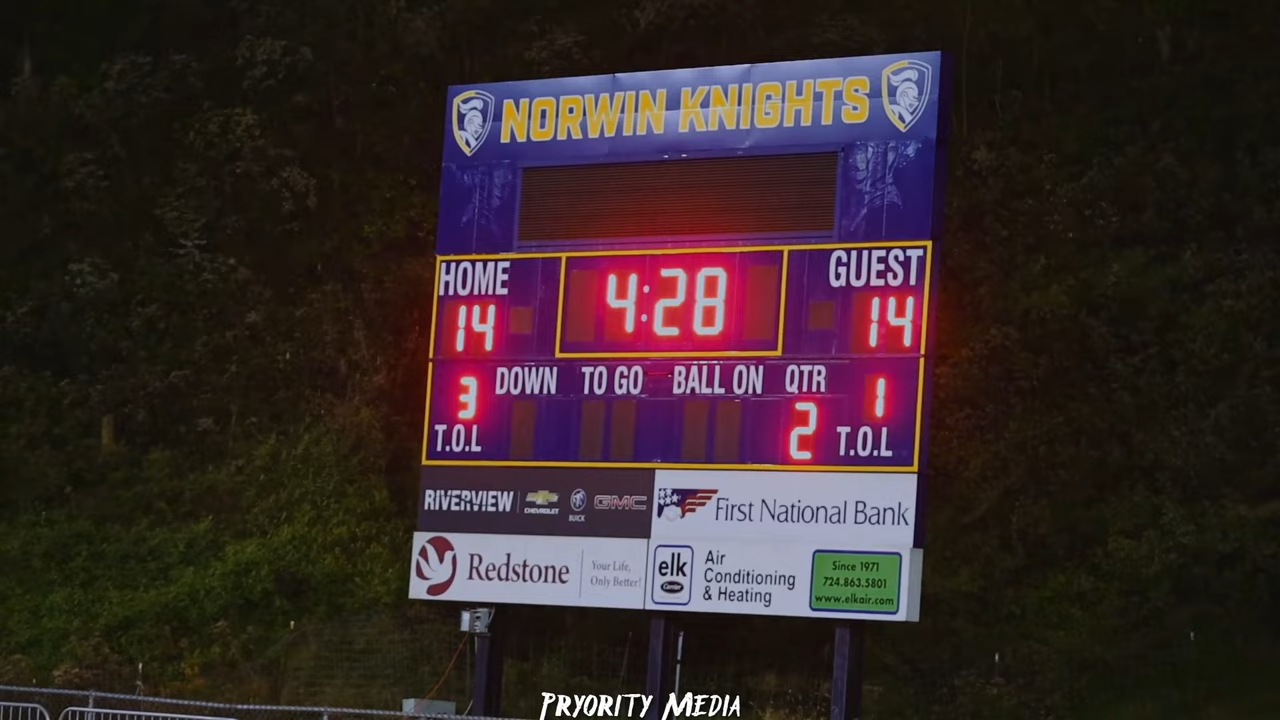 NORWIN KNIGHTS
HOME 4:28 GUEST
14 14
3 DOWN TO GO BALL ON QTR 1
T.O.L 2 T.O.L
RIVERVIEW CHEVROLET BUICK GMC
First National Bank
Redstone
Your Life,
Only Better!
elk
Center
Air
Conditioning
& Heating
Since 1971
724.863.5801
www.elkair.com
PRYORITY MEDIA